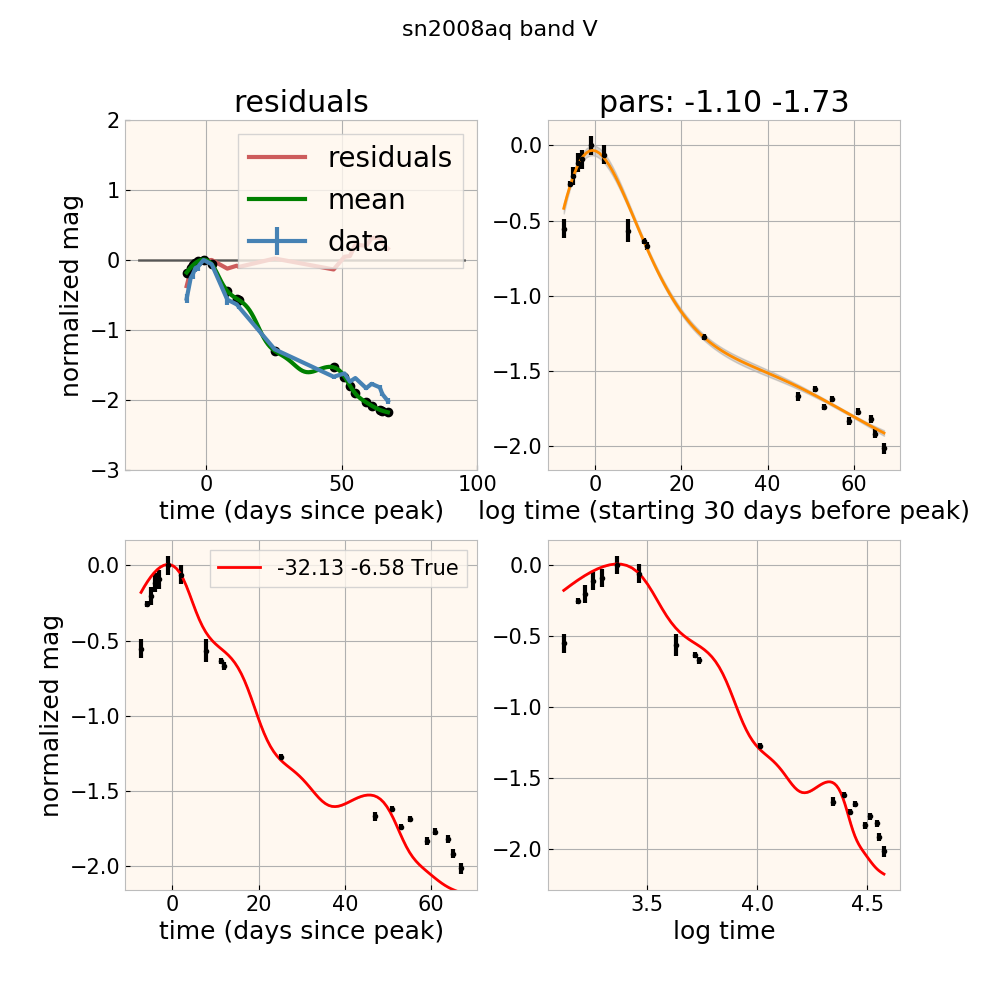 sn2008aq band V
residuals
pars: -1.10 -1.73
residuals
mean
data
normalized mag
2
1
0
−1
−2
−3
0
50
100
time (days since peak)
0.0
−0.5
−1.0
−1.5
−2.0
0
20
40
60
log time (starting 30 days before peak)
-32.13 -6.58 True
normalized mag
0.0
−0.5
−1.0
−1.5
−2.0
0
20
40
60
time (days since peak)
0.0
−0.5
−1.0
−1.5
−2.0
3.5
4.0
4.5
log time